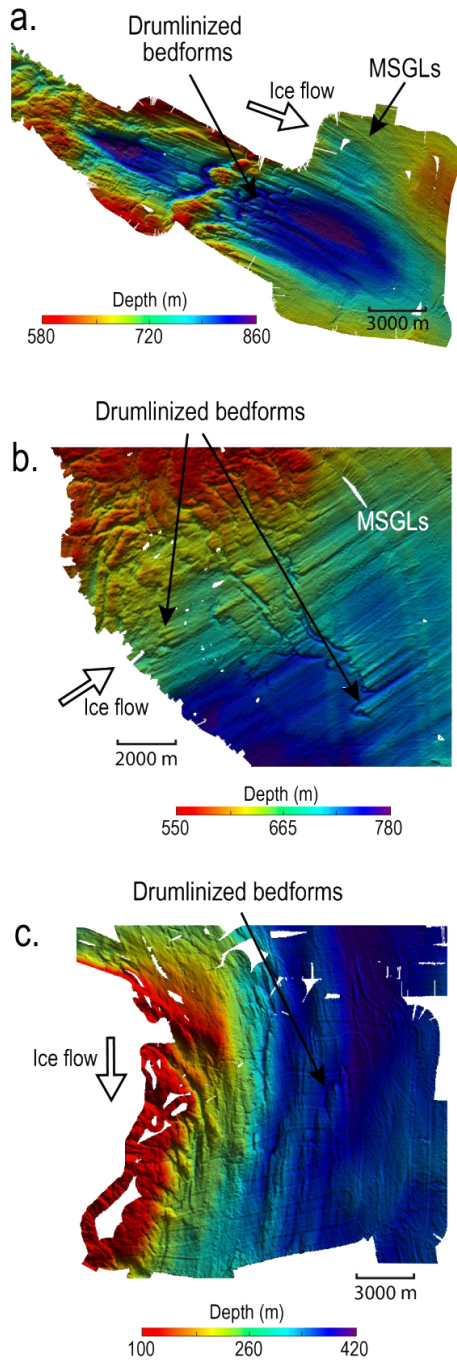 a.
Drumlinized
bedforms
Ice flow
MSGLs
Depth (m)
580 720 860
3000 m
Drumlinized bedforms
b.
MSGLs
Ice flow
2000 m
Depth (m)
550 665 780
Drumlinized bedforms
c.
Ice flow
3000 m
Depth (m)
100 260 420